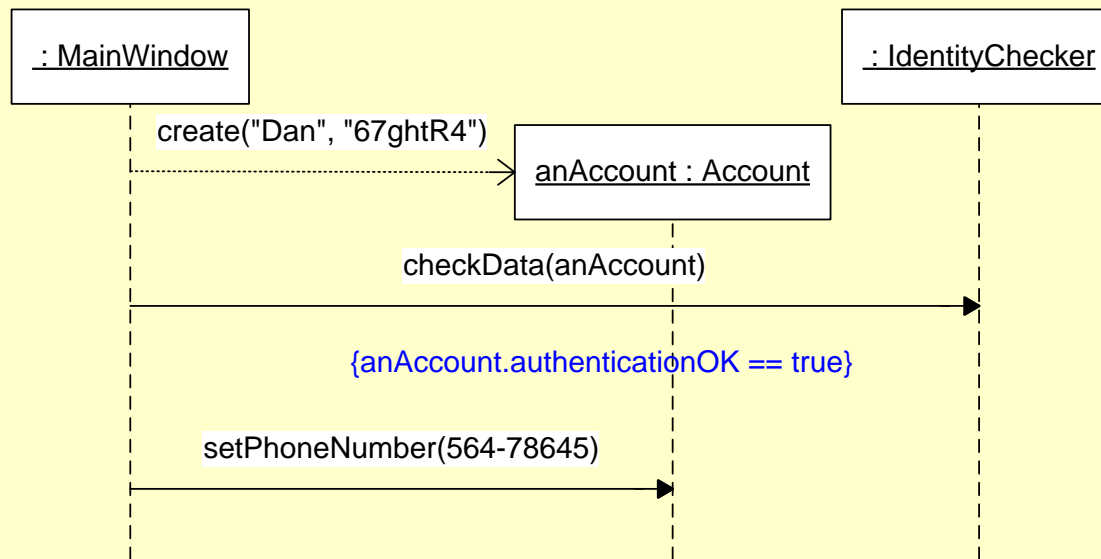 : MainWindow
: IdentityChecker
create("Dan", "67ghtR4")
anAccount : Account
checkData(anAccount)
{anAccount.authenticationOK == true}
setPhoneNumber(564-78645)